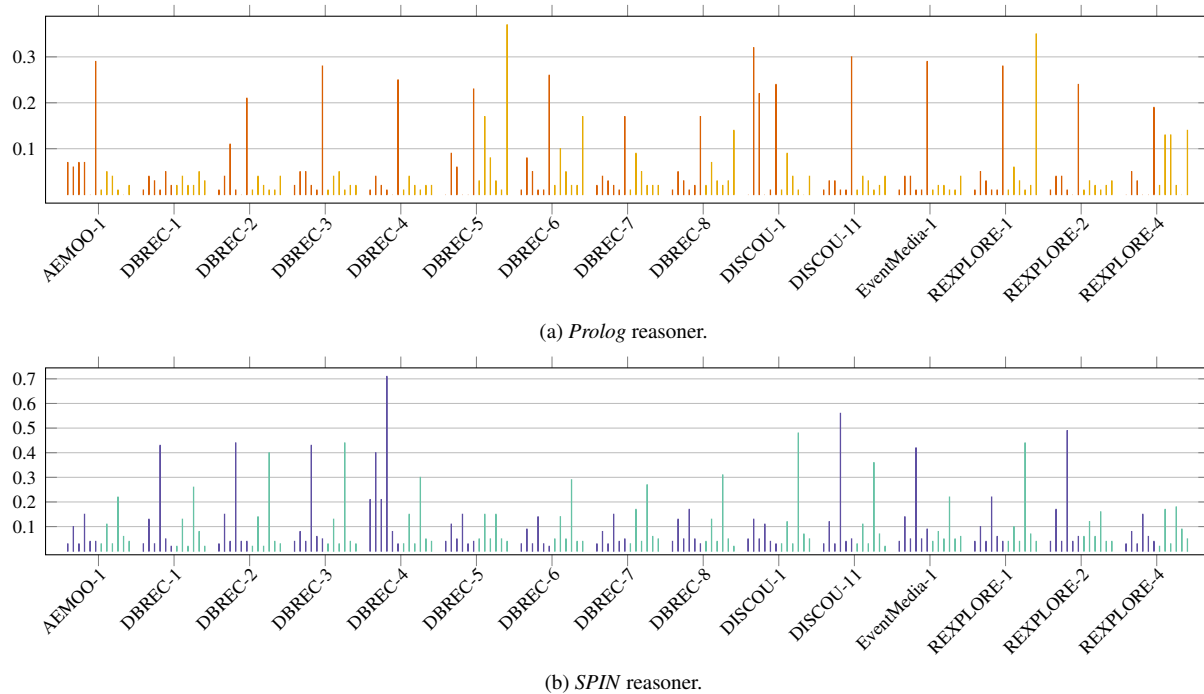 0.3
0.2
0.1
AEMOO-1
DBREC-1
DBREC-2
DBREC-3
DBREC-4
DBREC-5
DBREC-6
DBREC-7
DBREC-8
DISCOU-1
DISCOU-11
EventMedia-1
REXPLORE-1
REXPLORE-2
REXPLORE-4
(a) Prolog reasoner.
0.7
0.6
0.5
0.4
0.3
0.2
0.1
AEMOO-1
DBREC-1
DBREC-2
DBREC-3
DBREC-4
DBREC-5
DBREC-6
DBREC-7
DBREC-8
DISCOU-1
DISCOU-11
EventMedia-1
REXPLORE-1
REXPLORE-2
REXPLORE-4
(b) SPIN reasoner.